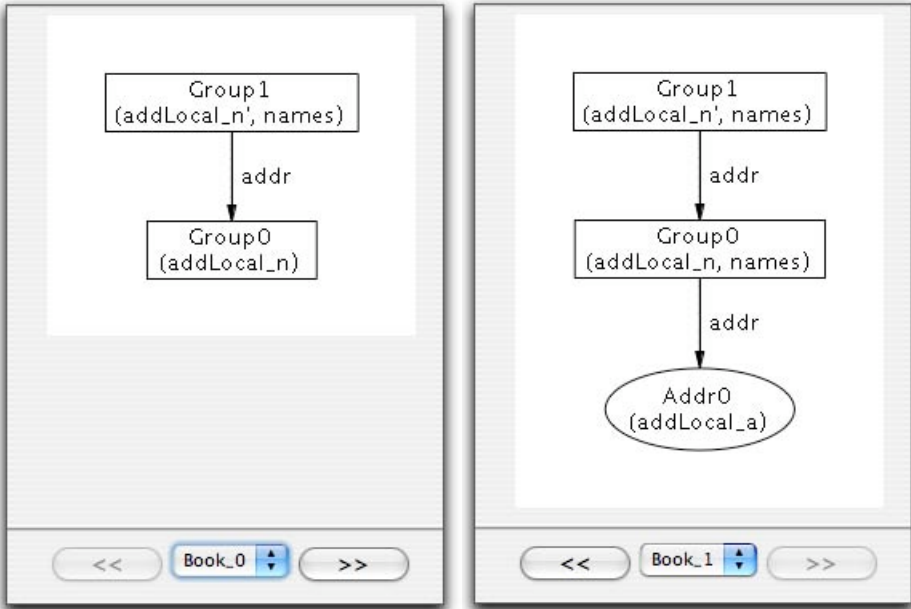 Group1
(addLocal_n', names)
addr
Group0
(addLocal_n)
<<
Book_0
>>
Group1
(addLocal_n', names)
addr
Group0
(addLocal_n, names)
addr
Addr0
(addLocal_a)
<<
Book_1
>>